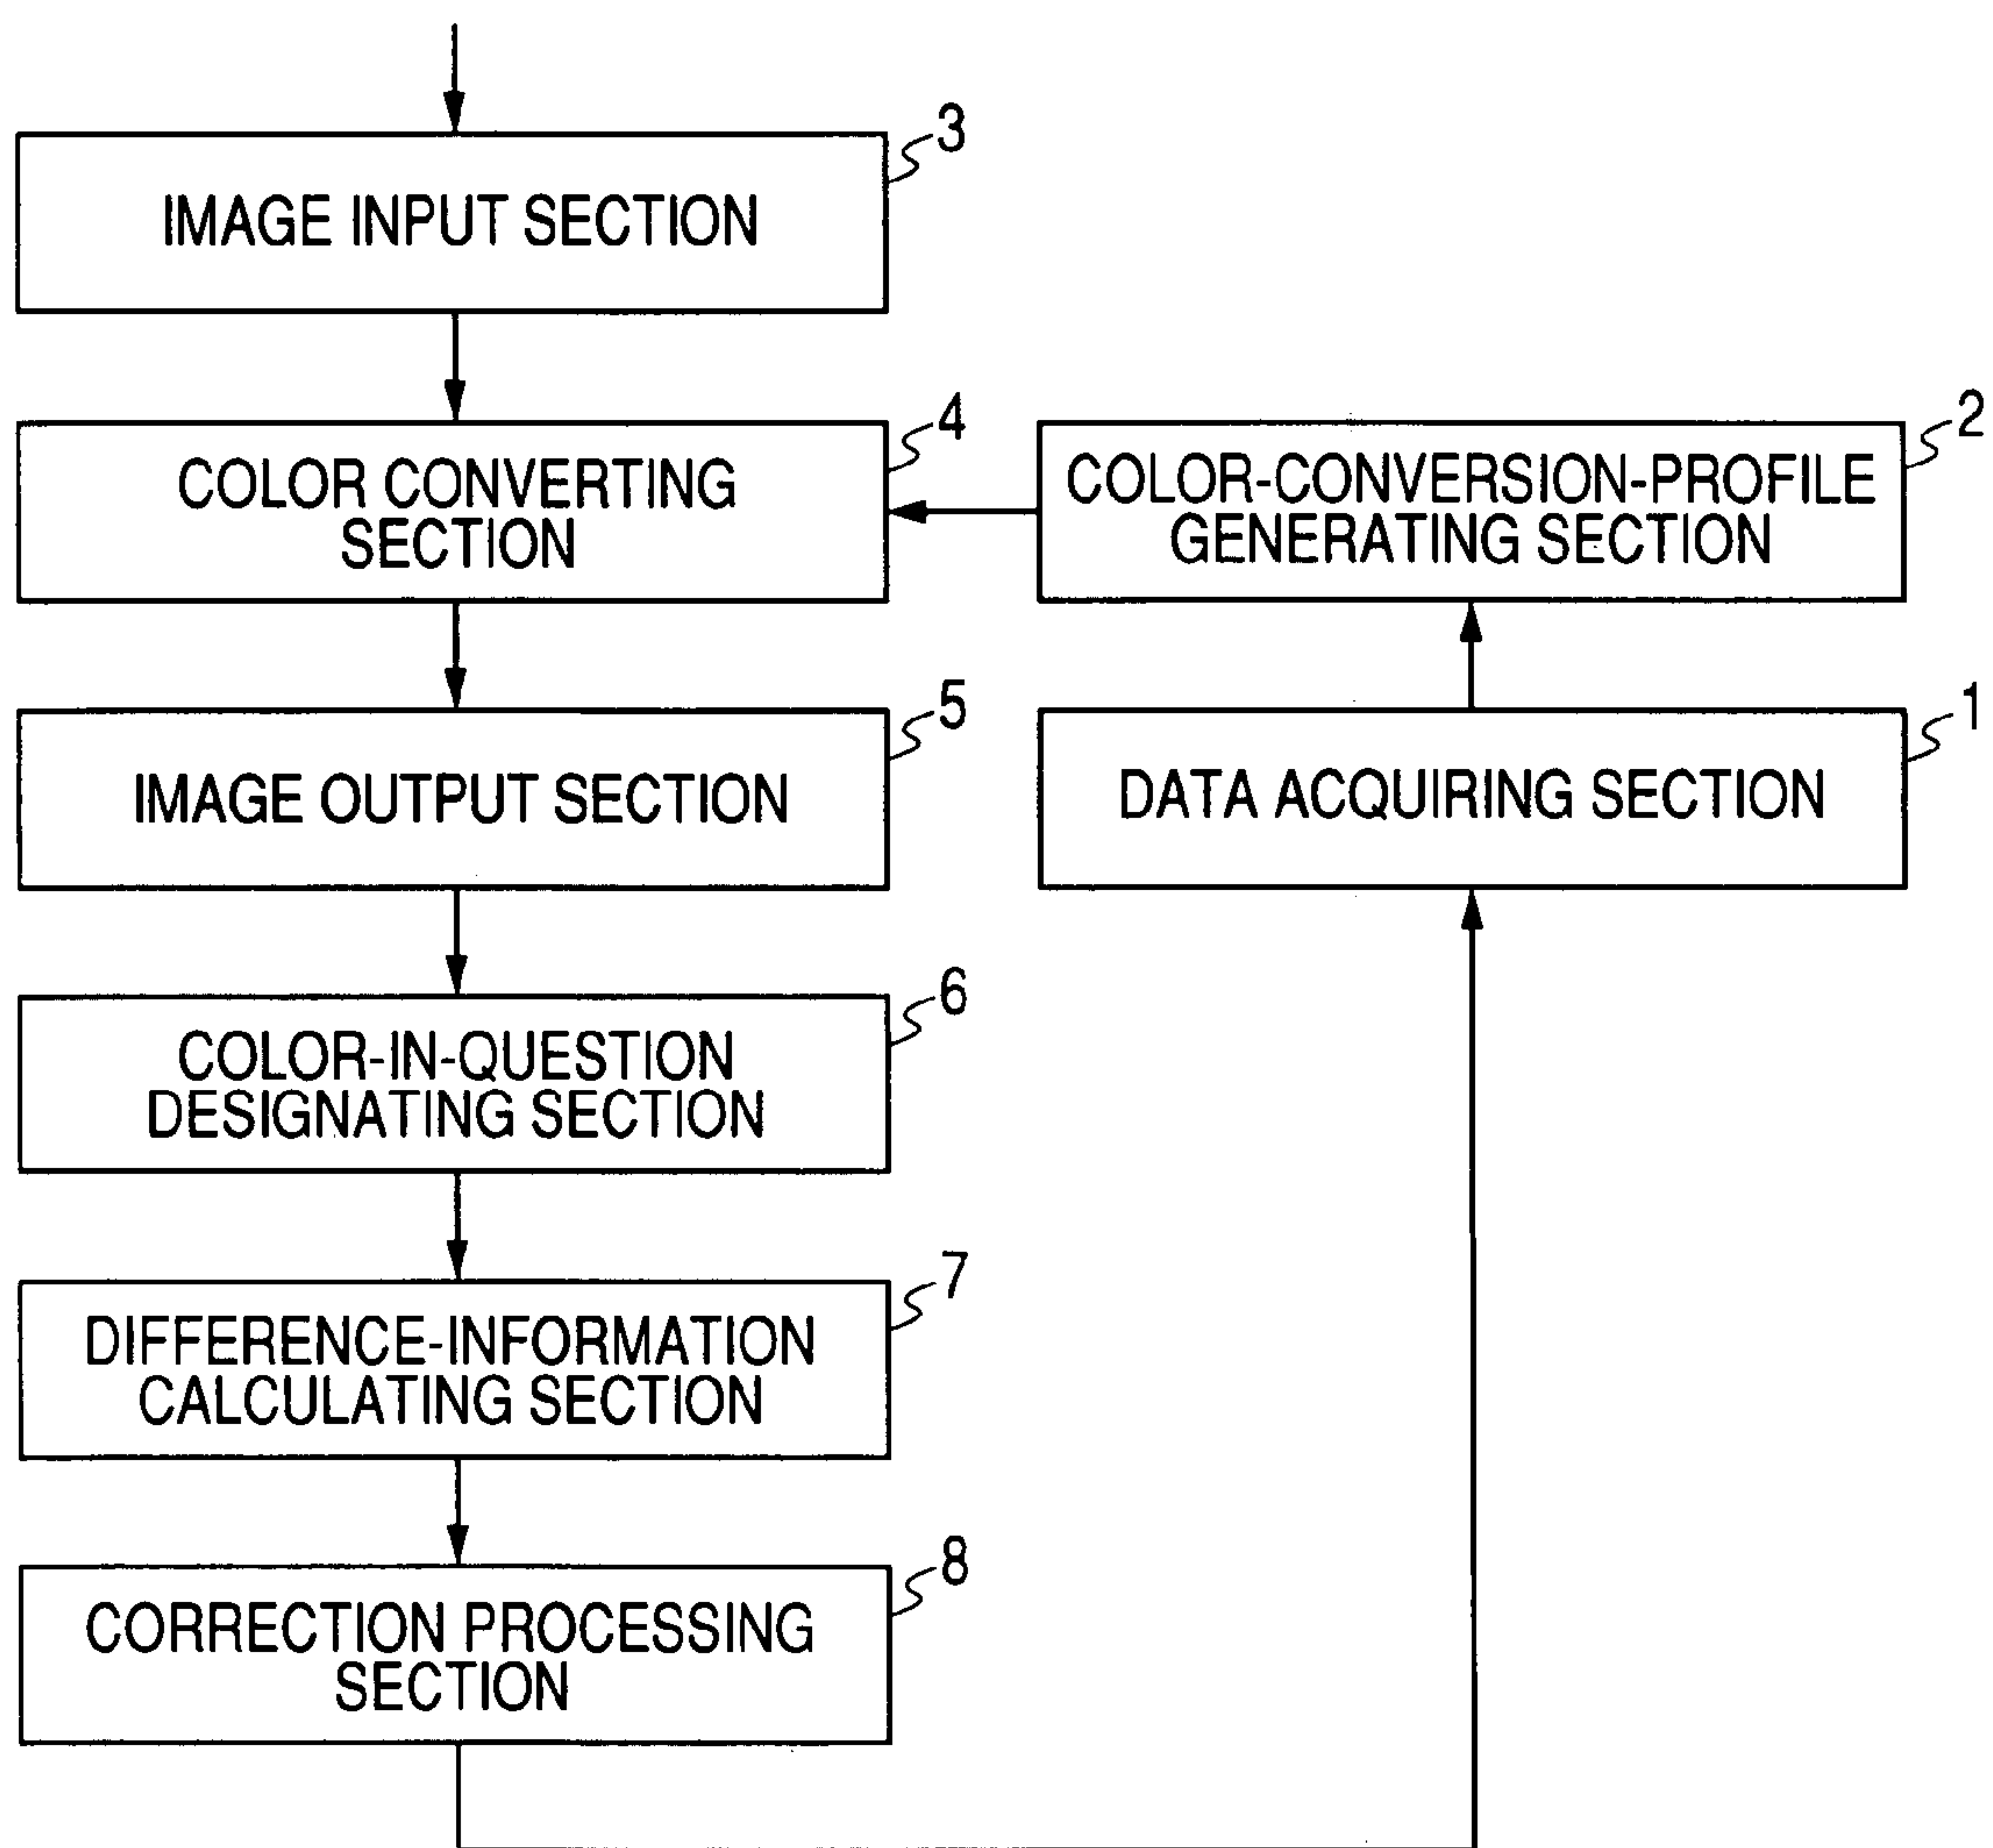 3
IMAGE INPUT SECTION
4
COLOR CONVERTING
SECTION
2
COLOR-CONVERSION-PROFILE
GENERATING SECTION
5
IMAGE OUTPUT SECTION
1
DATA ACQUIRING SECTION
6
COLOR-IN-QUESTION
DESIGNATING SECTION
7
DIFFERENCE-INFORMATION
CALCULATING SECTION
8
CORRECTION PROCESSING
SECTION